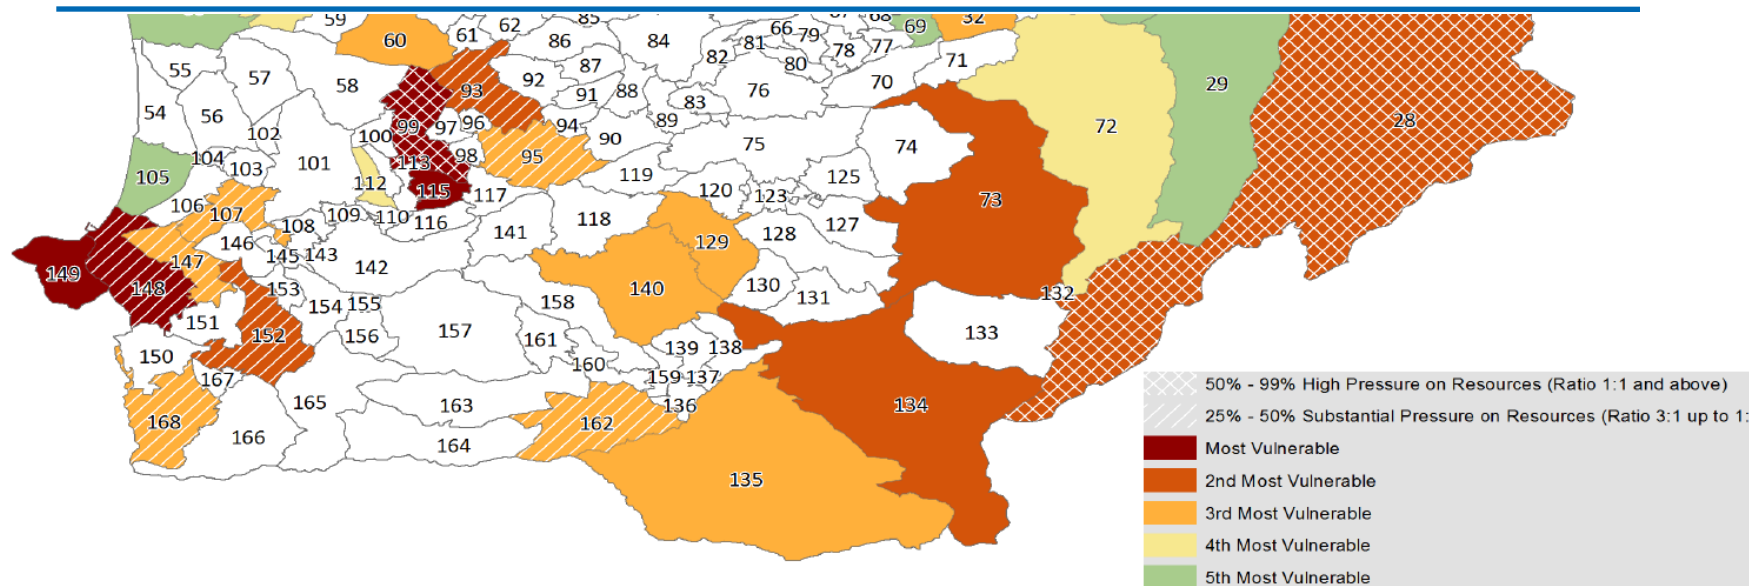 59 62 85 66 79 68 69 32
60 61 86 84 81 78 77
55 57 58 92 87 82 80 71
93 91 88 83 76 70 29
54 56 102 100 99 97 96 94 89 90 72 28
104 103 101 113 98 95 75 74
105 112 115 117 119 120 123 125 73
106 107 108 109 110 116 118 127
146 145 143 142 141 129 128
149 148 147 153 154 155 158 140 130 131 132
151 152 156 157 161 139 138 133
150 167 160 159 137
168 166 165 163 164 162 136 134
135
50% - 99% High Pressure on Resources (Ratio 1:1 and above)
25% - 50% Substantial Pressure on Resources (Ratio 3:1 up to 1:
Most Vulnerable
2nd Most Vulnerable
3rd Most Vulnerable
4th Most Vulnerable
5th Most Vulnerable